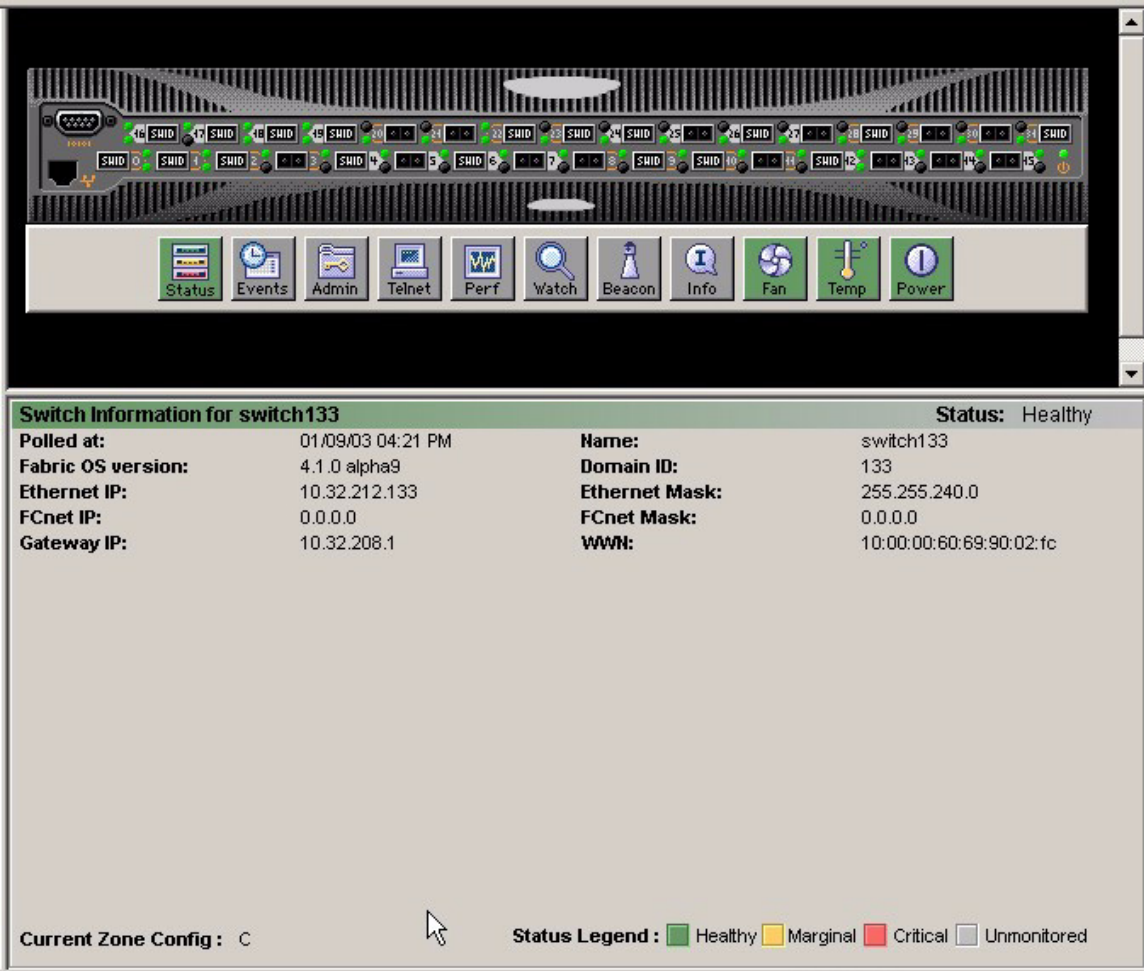 16 SWID 17 SWID 18 SWID 19 SWID 20 21 22 SWID 23 SWID 24 SWID 25 26 SWID 27 28 SWID 29 30 31 SWID
SWID 0 SWID 1 SWID 2 3 SWID 4 5 SWID 6 7 8 SWID 9 SWID 10 11 SWID 12 13 14 15
Status Events Admin Telnet Perf Watch Beacon Info Fan Temp Power
Switch Information for switch133 Status: Healthy
Polled at: 01/09/03 04:21 PM Name: switch133
Fabric OS version: 4.1.0 alpha9 Domain ID: 133
Ethernet IP: 10.32.212.133 Ethernet Mask: 255.255.240.0
FCnet IP: 0.0.0.0 FCnet Mask: 0.0.0.0
Gateway IP: 10.32.208.1 WWN: 10:00:00:60:69:90:02:fc
Current Zone Config : C Status Legend : Healthy Marginal Critical Unmonitored